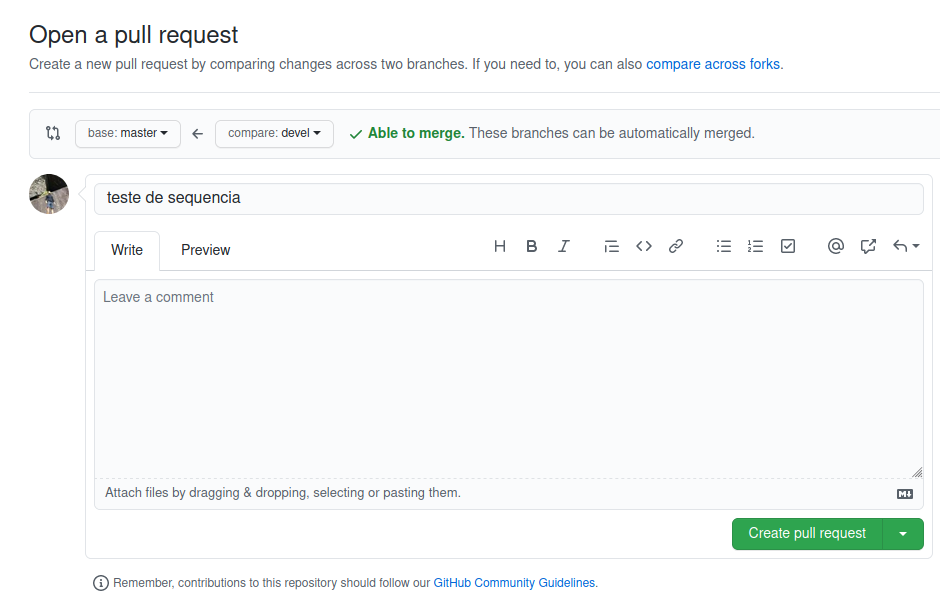 Open a pull request
Create a new pull request by comparing changes across two branches. If you need to, you can also compare across forks.
base: master compare: devel Able to merge. These branches can be automatically merged.
teste de sequencia
Write Preview
Leave a comment
Attach files by dragging & dropping, selecting or pasting them.
Create pull request
Remember, contributions to this repository should follow our GitHub Community Guidelines.